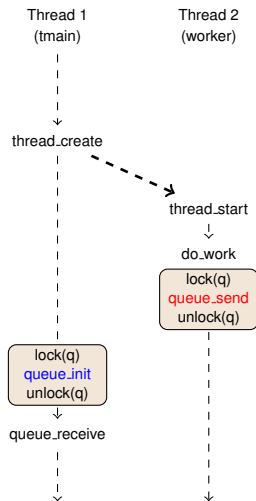 Thread 1
(tmain)
Thread 2
(worker)
thread_create
thread_start
do_work
lock(q)
queue_send
unlock(q)
lock(q)
queue_init
unlock(q)
queue_receive